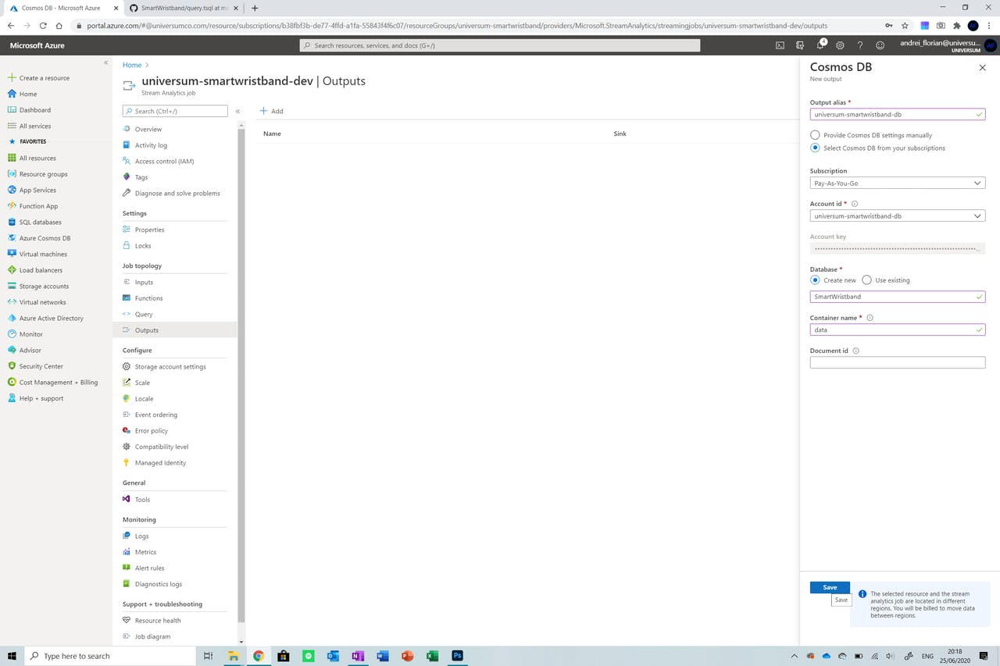 Cosmos DB - Microsoft Azure
SmartWristband/query.tsql at ma
portal.azure.com/#@universumco.com/resource/subscriptions/b38fbf3b-de77-4ffd-a1fa-55843f4f6c07/resourceGroups/universum-smartwristband/providers/Microsoft.StreamAnalytics/streamingjobs/universum-smartwristband-dev/outputs
AF
Microsoft Azure
Search resources, services, and docs (G+/)
4
andrei_florian@universu...
UNIVERSUM
AF
Create a resource
Home
Dashboard
All services
FAVORITES
All resources
Resource groups
App Services
Function App
SQL databases
Azure Cosmos DB
Virtual machines
Load balancers
Storage accounts
Virtual networks
Azure Active Directory
Monitor
Advisor
Security Center
Cost Management + Billing
Help + support
Home
universum-smartwristband-dev | Outputs
Stream Analytics job
Search (Ctrl+/)
Overview
Activity log
Access control (IAM)
Tags
Diagnose and solve problems
Settings
Properties
Locks
Job topology
Inputs
Functions
Query
Outputs
Configure
Storage account settings
Scale
Locale
Event ordering
Error policy
Compatibility level
Managed Identity
General
Tools
Monitoring
Logs
Metrics
Alert rules
Diagnostics logs
Support + troubleshooting
Resource health
Job diagram
Add
Name Sink
Cosmos DB
New output
Output alias *
universum-smartwristband-db
Provide Cosmos DB settings manually
Select Cosmos DB from your subscriptions
Subscription
Pay-As-You-Go
Account id *
universum-smartwristband-db
Account key
Database *
Create new Use existing
SmartWristband
Container name *
data
Document id
Save
Save
The selected resource and the stream
analytics job are located in different
regions. You will be billed to move data
between regions.
Type here to search
ENG
20:18
25/06/2020